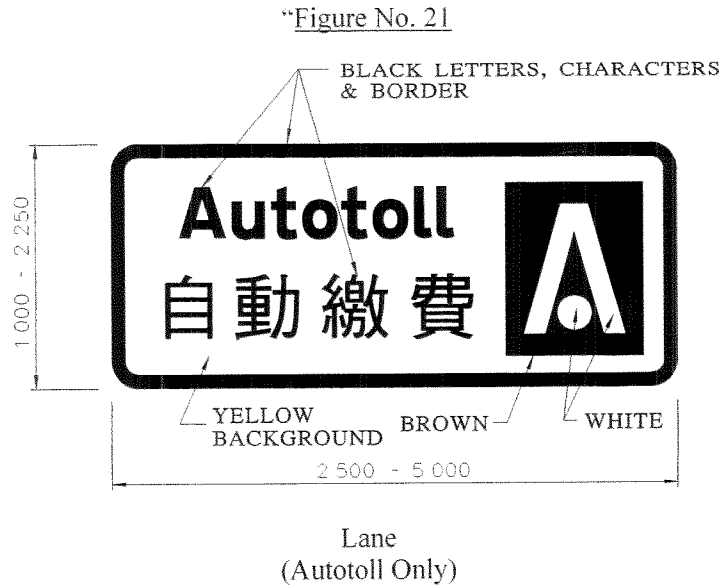 “Figure No. 21
BLACK LETTERS, CHARACTERS
& BORDER
1 000 - 2 250
Autotoll
自動繳費
YELLOW
BACKGROUND
BROWN
WHITE
2 500 - 5 000
Lane
(Autotoll Only)